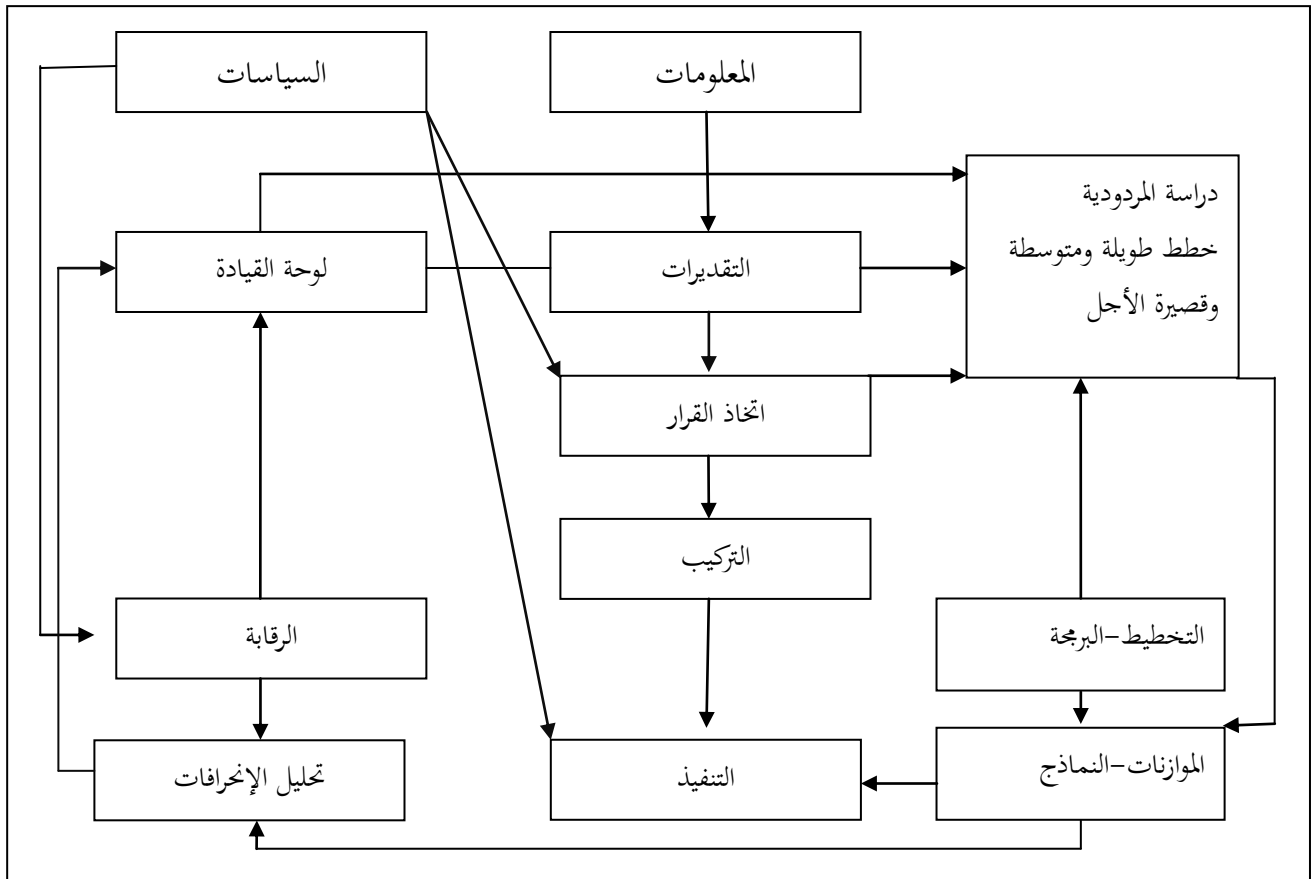 المعلومات
السياسات
دراسة المردودية
خطط طويلة ومتوسطة
وقصيرة الأجل
التقديرات
لوحة القيادة
اتخاذ القرار
التركيب
التخطيط-البرمجة
الرقابة
الموازنات-النماذج
التنفيذ
تحليل الإنحرافات